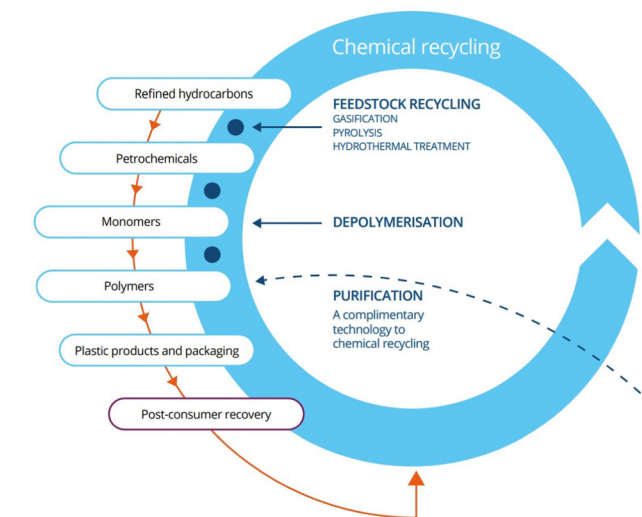 Chemical recycling
Refined hydrocarbons
FEEDSTOCK RECYCLING
GASIFICATION
PYROLYSIS
HYDROTHERMAL TREATMENT
Petrochemicals
Monomers
DEPOLYMERISATION
Polymers
PURIFICATION
A complimentary
technology to
chemical recycling
Plastic products and packaging
Post-consumer recovery